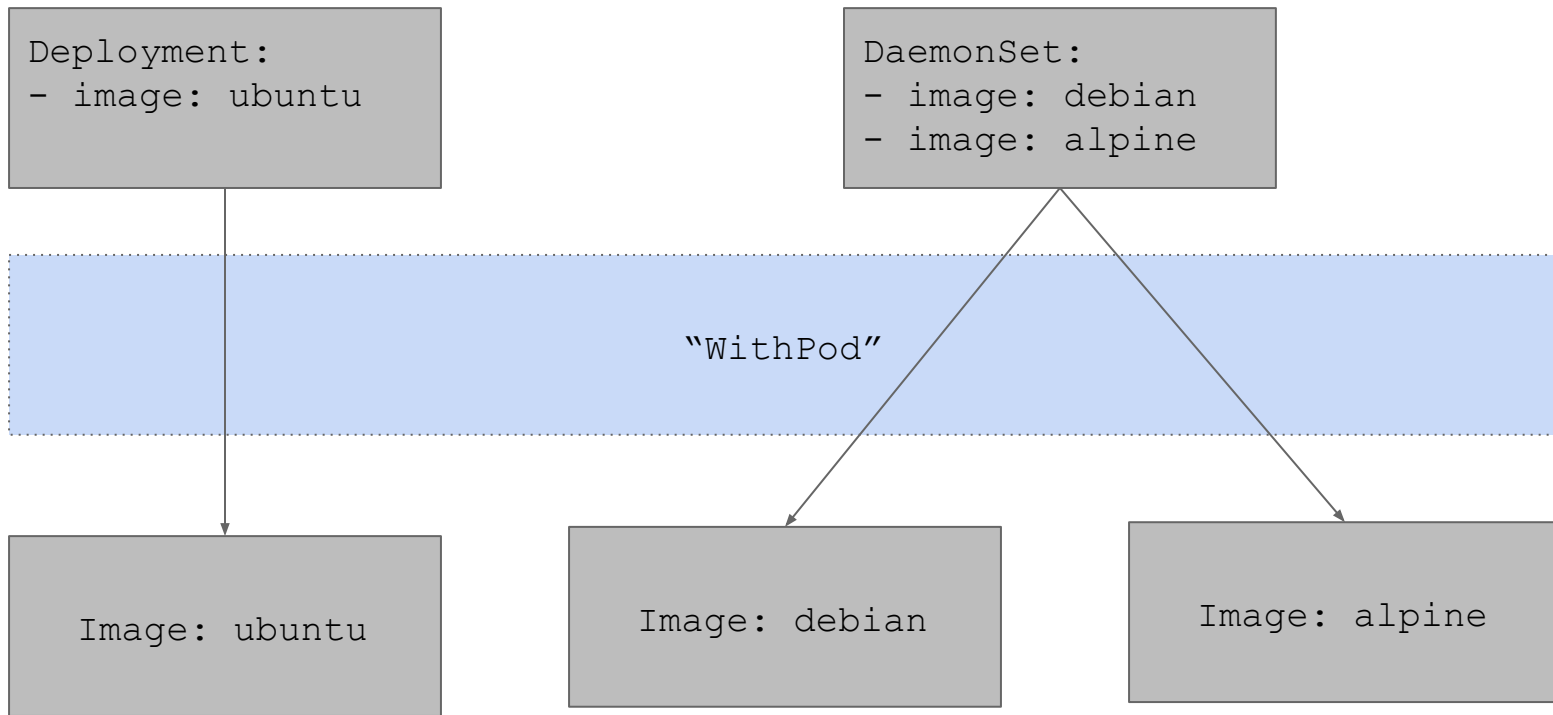 Deployment:
- image: ubuntu
DaemonSet:
- image: debian
- image: alpine
“WithPod”
Image: ubuntu
Image: debian
Image: alpine